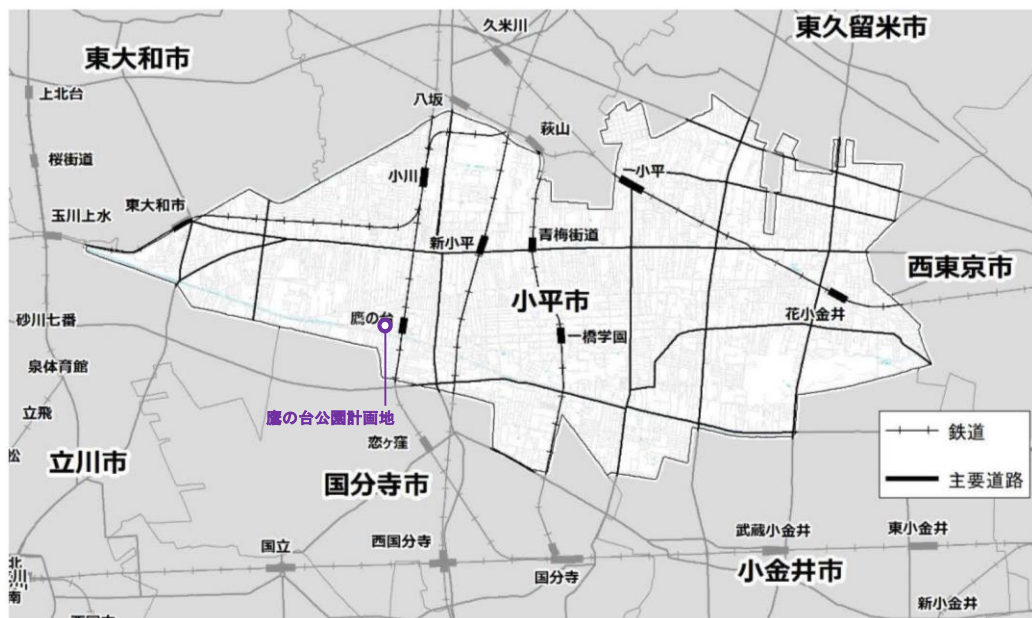 久米川
東久留米市
東大和市
上北台
八坂
萩山
桜街道
小川
小平
東大和市
玉川上水
新小平
青梅街道
西東京市
小平市
花小金井
砂川七番
鷹の台
一橋学園
泉体育館
鷹の台公園計画地
立飛
恋ヶ窪
鉄道
松
立川市
国分寺市
主要道路
武蔵小金井
東小金井
国立
西国分寺
北
国分寺
小金井市
南
新小金井